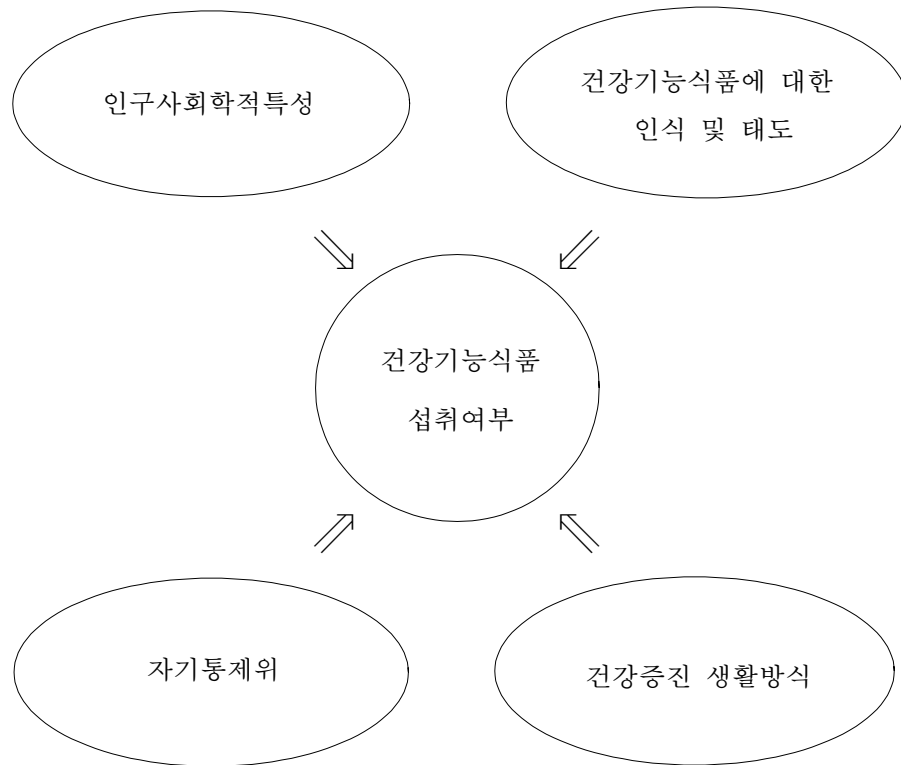 인구사회학적특성
건강기능식품에 대한
인식 및 태도
건강기능식품
섭취여부
자기통제위
건강증진 생활방식